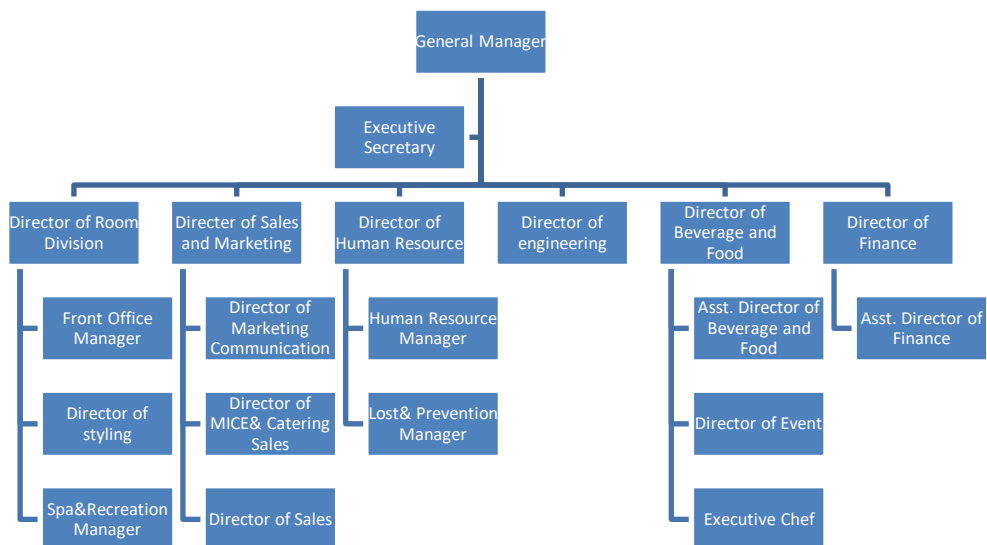 General Manager
Executive
Secretary
Director of Room
Division
Directer of Sales
and Marketing
Director of
Human Resource
Director of
engineering
Director of
Beverage and
Food
Director of
Finance
Front Office
Manager
Director of
Marketing
Communication
Human Resource
Manager
Asst. Director of
Beverage and
Food
Asst. Director of
Finance
Director of
styling
Director of
MICE& Catering
Sales
Lost& Prevention
Manager
Director of Event
Spa&Recreation
Manager
Director of Sales
Executive Chef